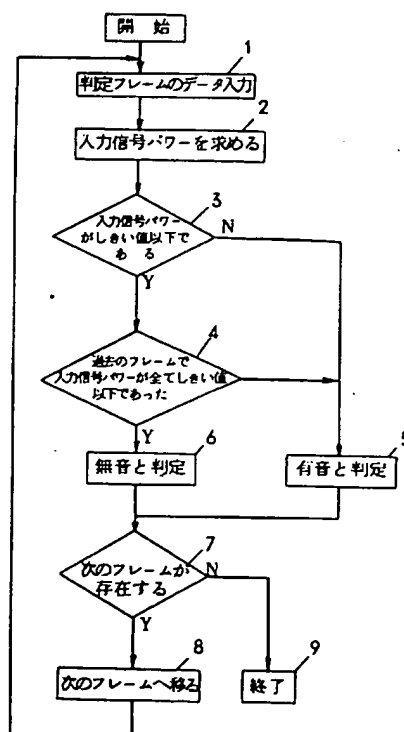 開始
1
判定フレームのデータ入力
2
入力信号パワーを求める
3
入力信号パワー
がしきい値以下で
ある
N
Y
4
過去のフレームで
入力信号パワーが全てしきい値
以下であった
Y
6
無音と判定
5
有音と判定
7
次のフレームが
存在する
N
Y
8
次のフレームへ移る
9
終了